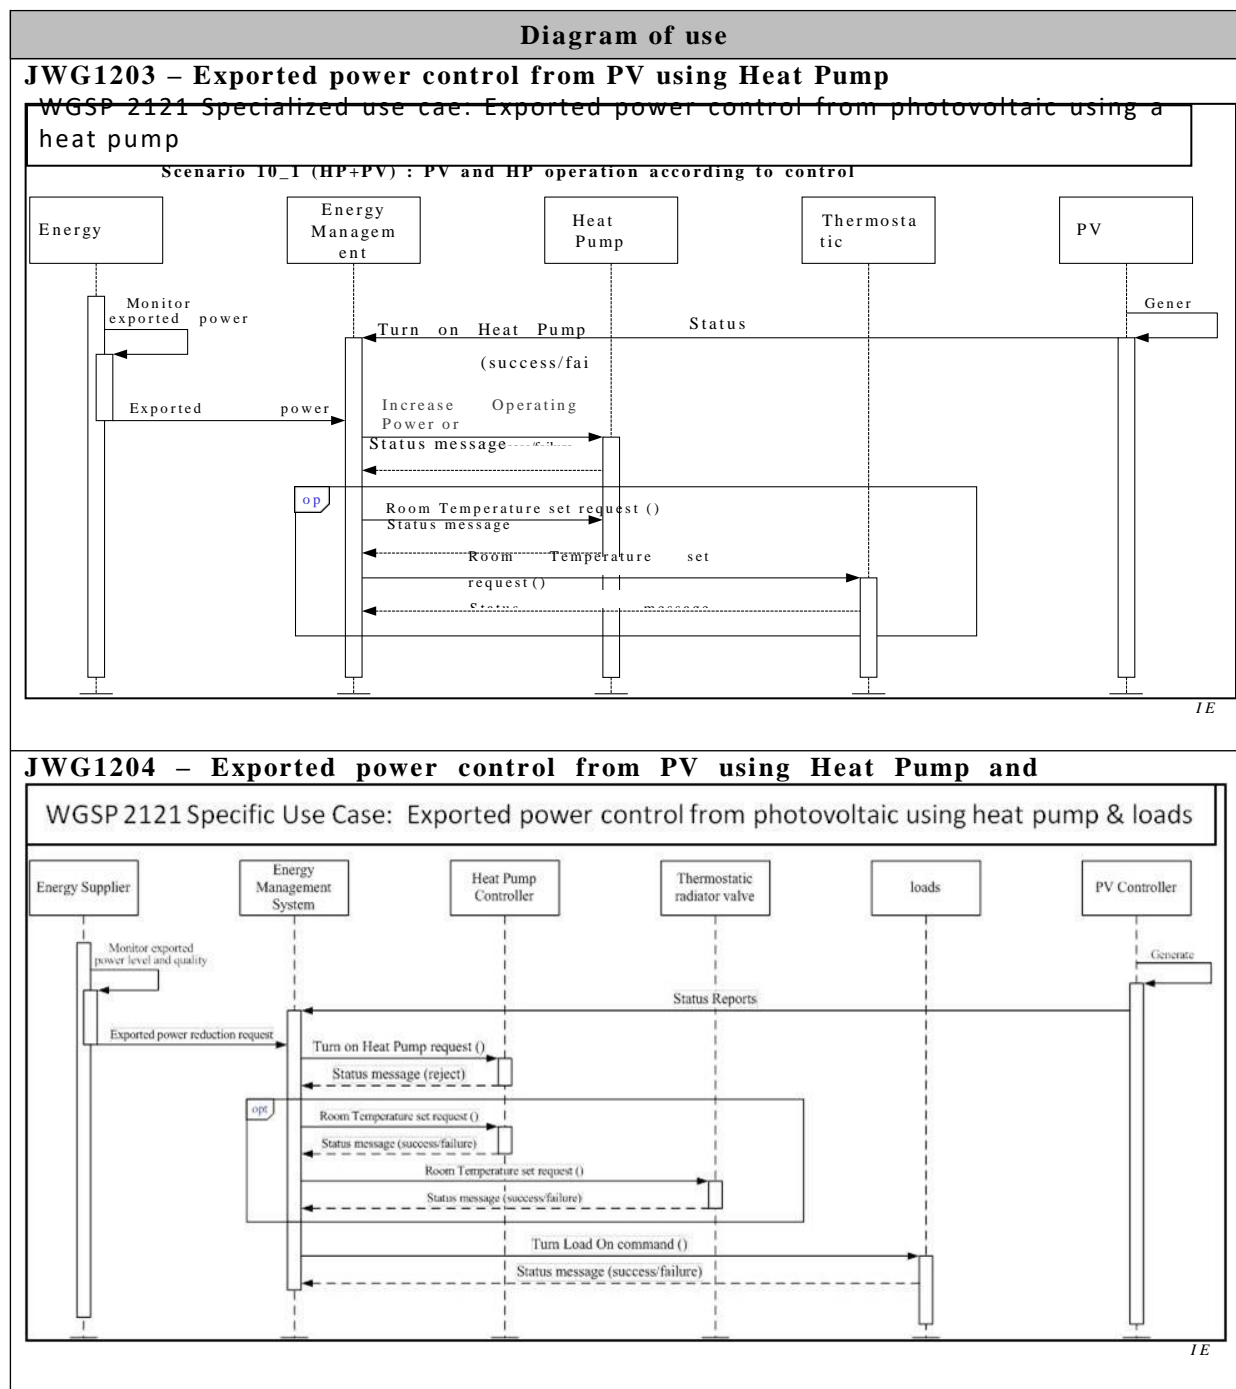 Diagram of use
JWG1203 – Exported power control from PV using Heat Pump
WGSP 2121 Specialized use cae: Exported power control from photovoltaic using a
heat pump
Scenario 10_1 (HP+PV) : PV and HP operation according to control
Energy
Energy
Managem
ent
Heat
Pump
Thermosta
tic
PV
Monitor
exported power
Gener
Turn on Heat Pump
Status
(success/fai
Exported power
Increase Operating
Power or
Status message
op
Room Temperature set request ()
Status message
Room Temperature set
request()
Status message
IE
JWG1204 – Exported power control from PV using Heat Pump and
WGSP 2121 Specific Use Case: Exported power control from photovoltaic using heat pump & loads
Energy Supplier
Energy
Management
System
Heat Pump
Controller
Thermostatic
radiator valve
loads
PV Controller
Monitor exported
power level and quality
Generate
Status Reports
Exported power reduction request
Turn on Heat Pump request ()
Status message (reject)
opt
Room Temperature set request ()
Status message (success/failure)
Room Temperature set request ()
Status message (success/failure)
Turn Load On command ()
Status message (success/failure)
IE